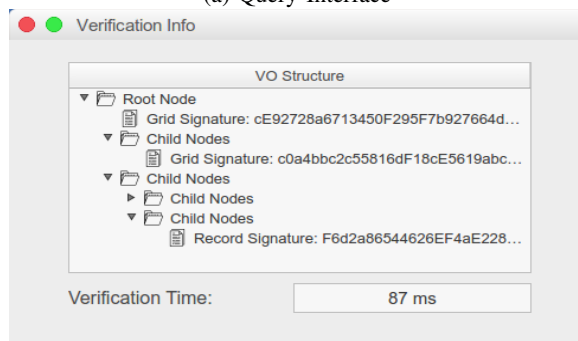 (a) Query Interface
Verification Info
VO Structure
Root Node
Grid Signature: cE92728a6713450F295F7b927664d...
Child Nodes
Grid Signature: c0a4bbc2c55816dF18cE5619abc...
Child Nodes
Child Nodes
Child Nodes
Record Signature: F6d2a86544626EF4aE228...
Verification Time:
87 ms